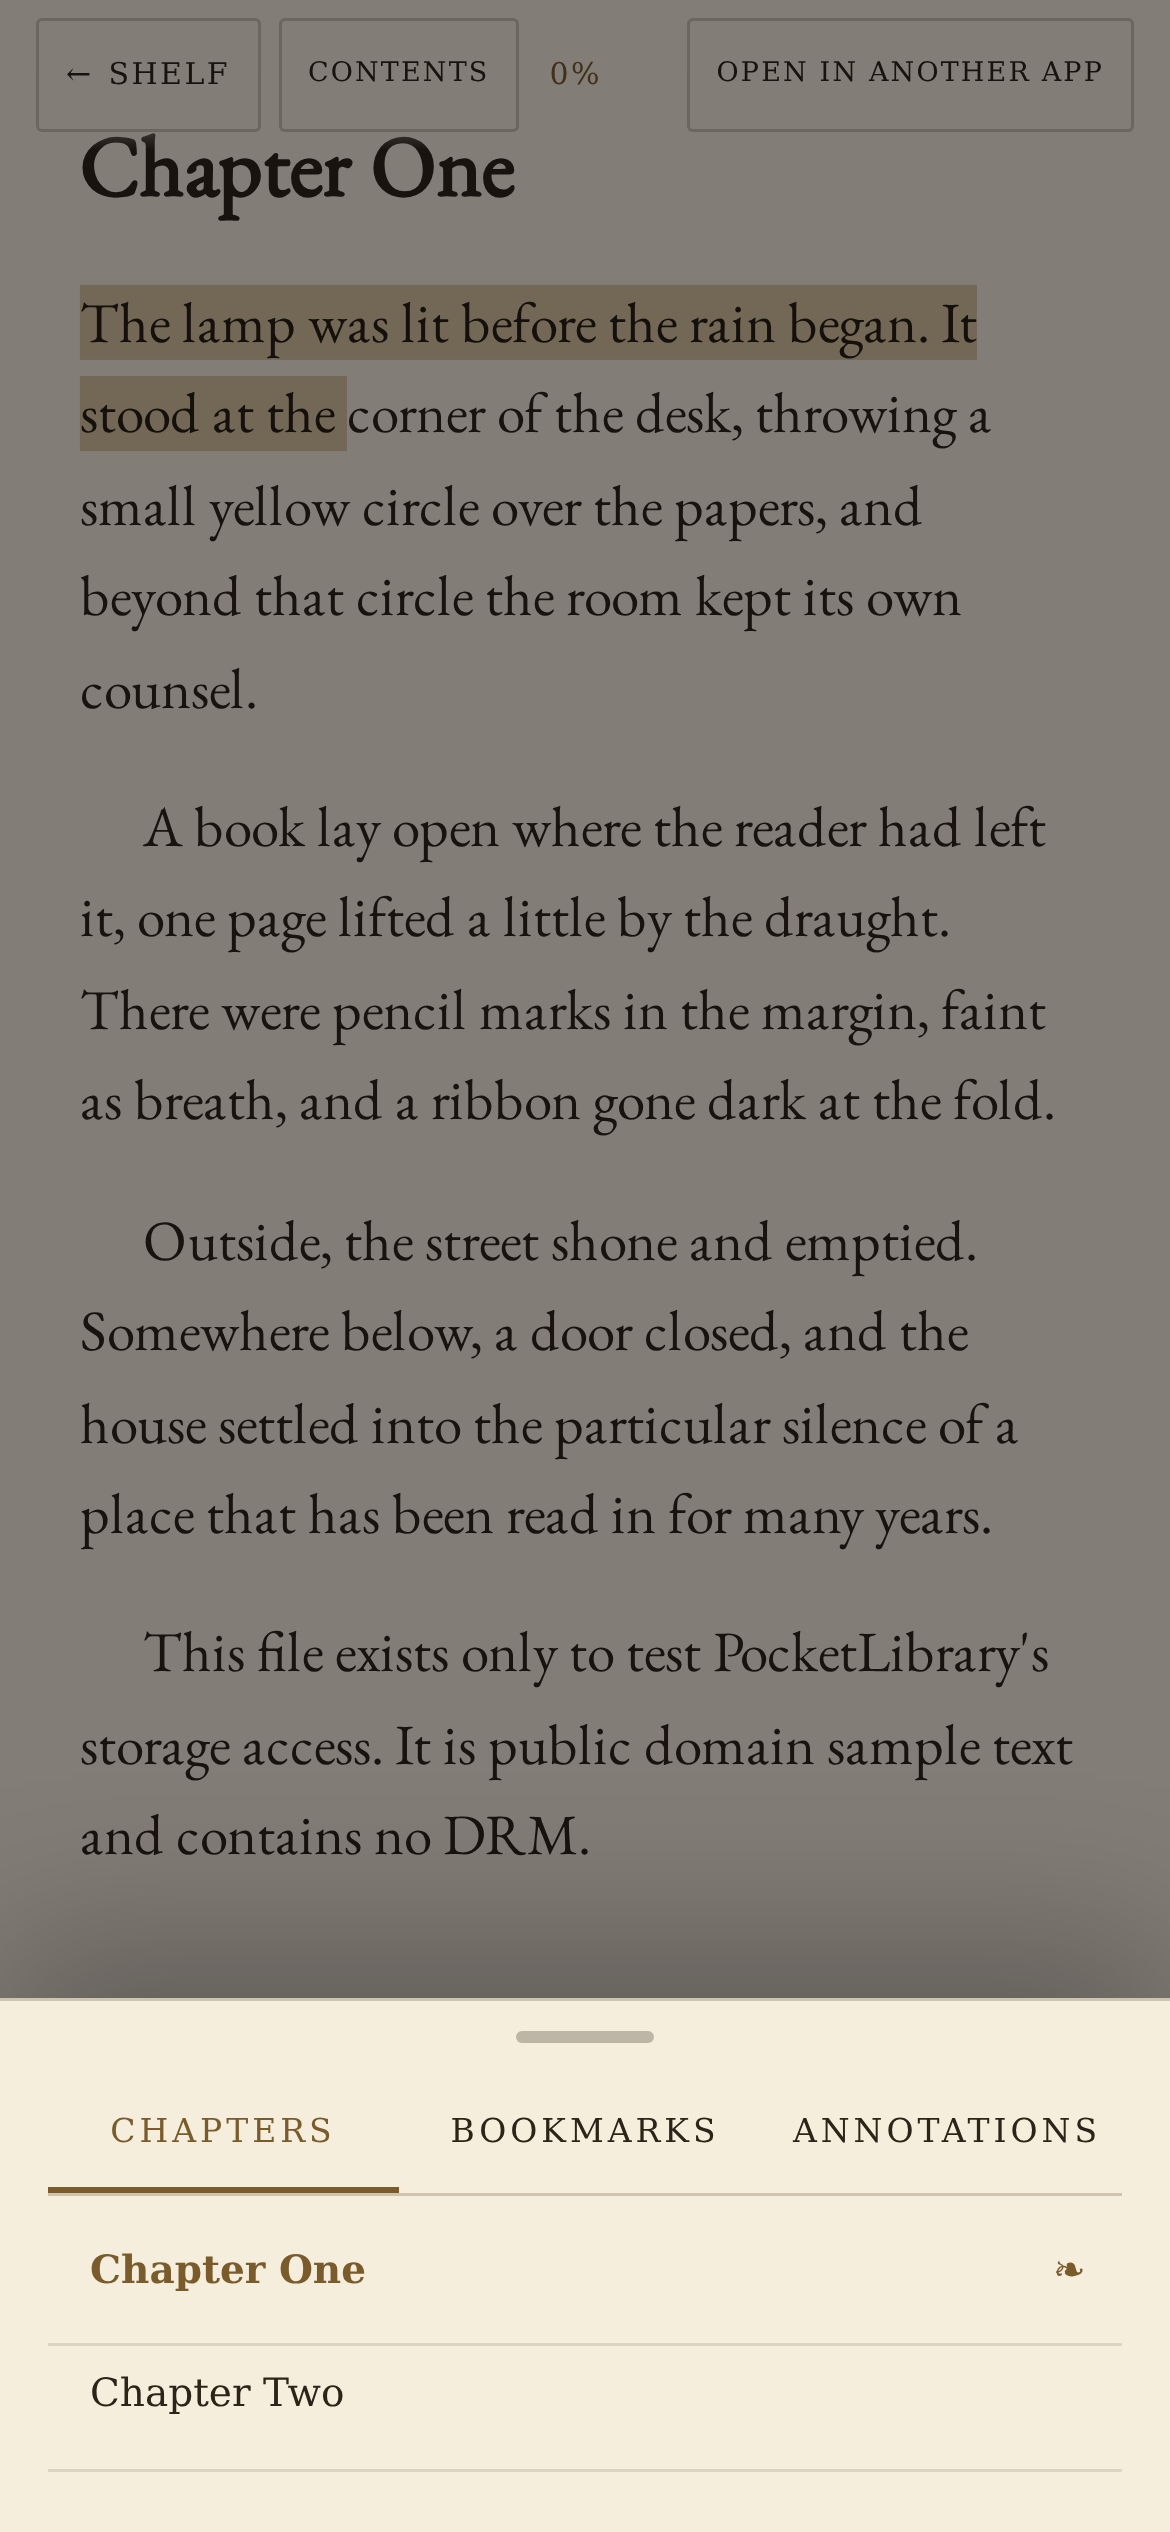 ← SHELF
CONTENTS
0%
OPEN IN ANOTHER APP
Chapter One
The lamp was lit before the rain began. It
stood at the corner of the desk, throwing a
small yellow circle over the papers, and
beyond that circle the room kept its own
counsel.
A book lay open where the reader had left
it, one page lifted a little by the draught.
There were pencil marks in the margin, faint
as breath, and a ribbon gone dark at the fold.
Outside, the street shone and emptied.
Somewhere below, a door closed, and the
house settled into the particular silence of a
place that has been read in for many years.
This file exists only to test PocketLibrary's
storage access. It is public domain sample text
and contains no DRM.
CHAPTERS
BOOKMARKS
ANNOTATIONS
Chapter One ❧
Chapter Two